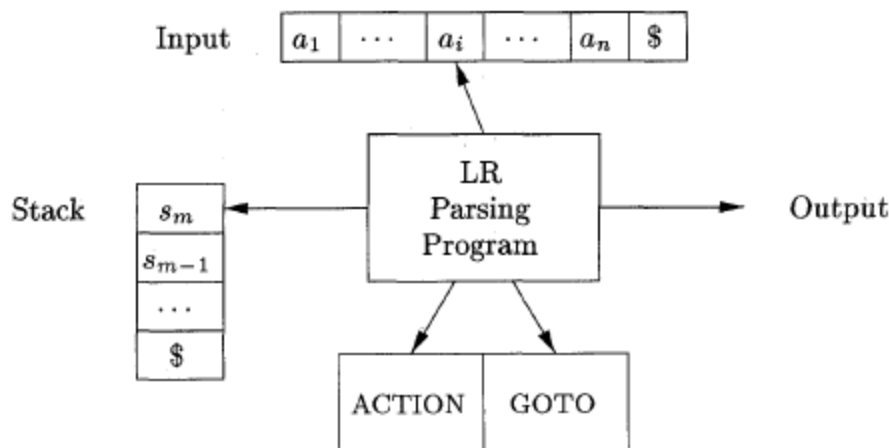 Input a₁ ··· aᵢ ··· aₙ $
LR
Parsing
Program
Stack
sₘ
sₘ₋₁
···
$
Output
ACTION GOTO